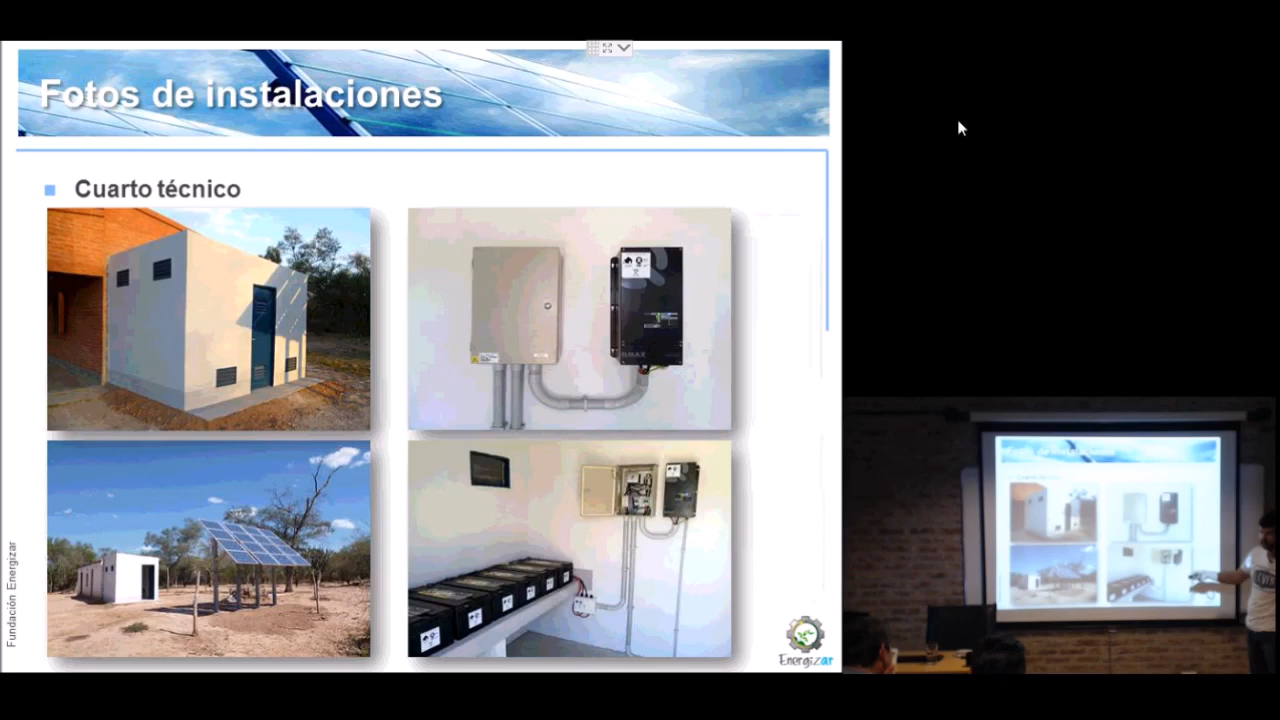 Fotos de instalaciones
Cuarto técnico
Fundación Energizar
Energizar